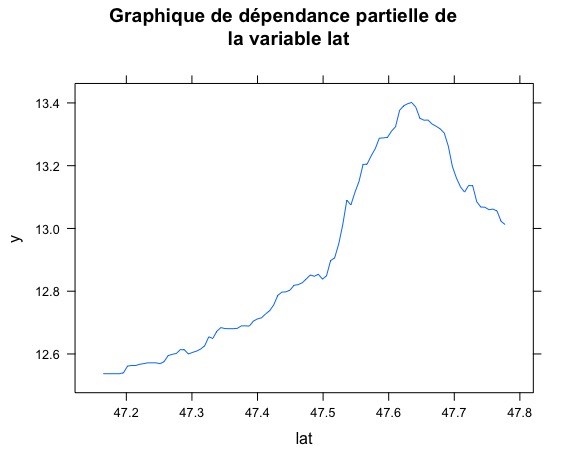 Graphique de dépendance partielle de
la variable lat
13.4
13.2
13.0
12.8
12.6
y
47.2 47.3 47.4 47.5 47.6 47.7 47.8
lat